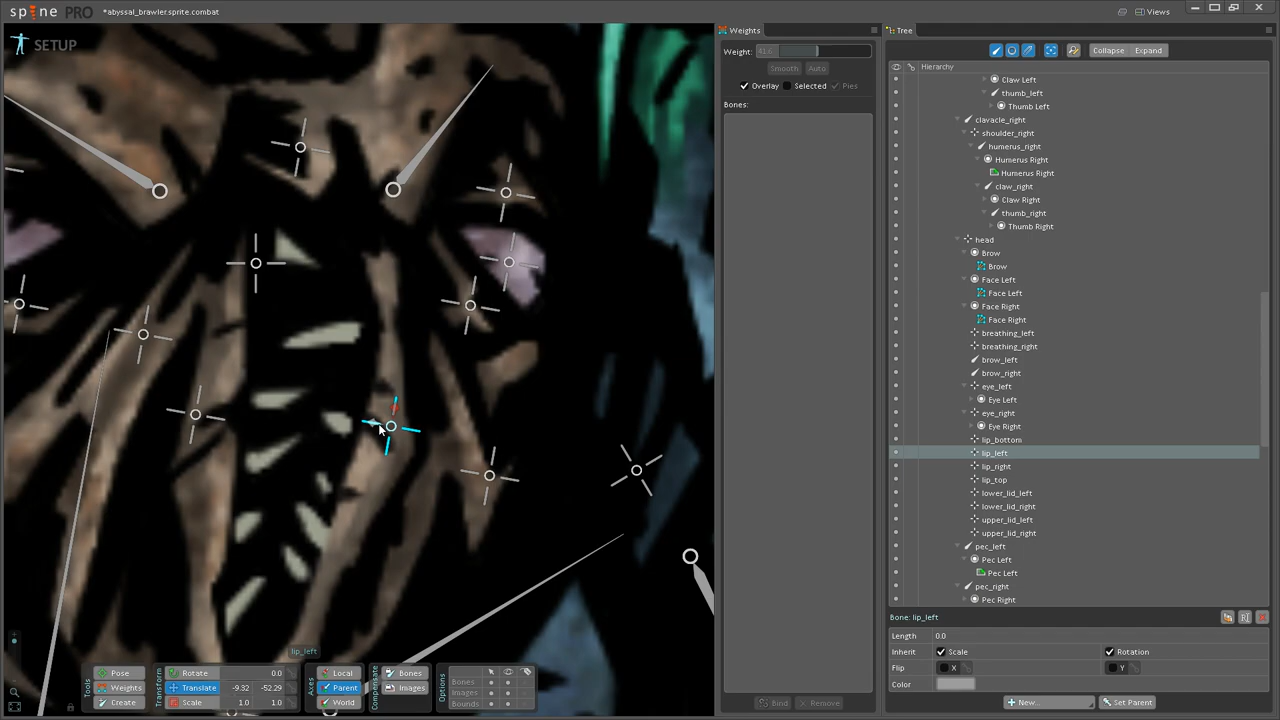 spine PRO
*abyssal_brawler.sprite.combat
Views
SETUP
Weights
Tree
Weight:
Smooth
Auto
Overlay
Selected
Pies
Bones:
Collapse
Expand
Hierarchy
Claw Left
thumb_left
Thumb Left
clavacle_right
shoulder_right
humerus_right
Humerus Right
Humerus Right
claw_right
Claw Right
thumb_right
Thumb Right
head
Brow
Brow
Face Left
Face Left
Face Right
Face Right
breathing_left
breathing_right
brow_left
brow_right
eye_left
Eye Left
eye_right
Eye Right
lip_bottom
lip_left
lip_right
lip_top
lower_lid_left
lower_lid_right
upper_lid_left
upper_lid_right
pec_left
Pec Left
Pec Left
pec_right
Pec Right
Bone: lip_left
Length 0.0
Inherit Scale Rotation
Flip X Y
Color
New...
Set Parent
Bind
Remove
lip_left
Tools
Pose
Weights
Create
Transform
Rotate 0.0
Translate -9.32 -52.29
Scale 1.0 1.0
Axes
Local
Parent
World
Compensate
Bones
Images
Options
Bones
Images
Bounds